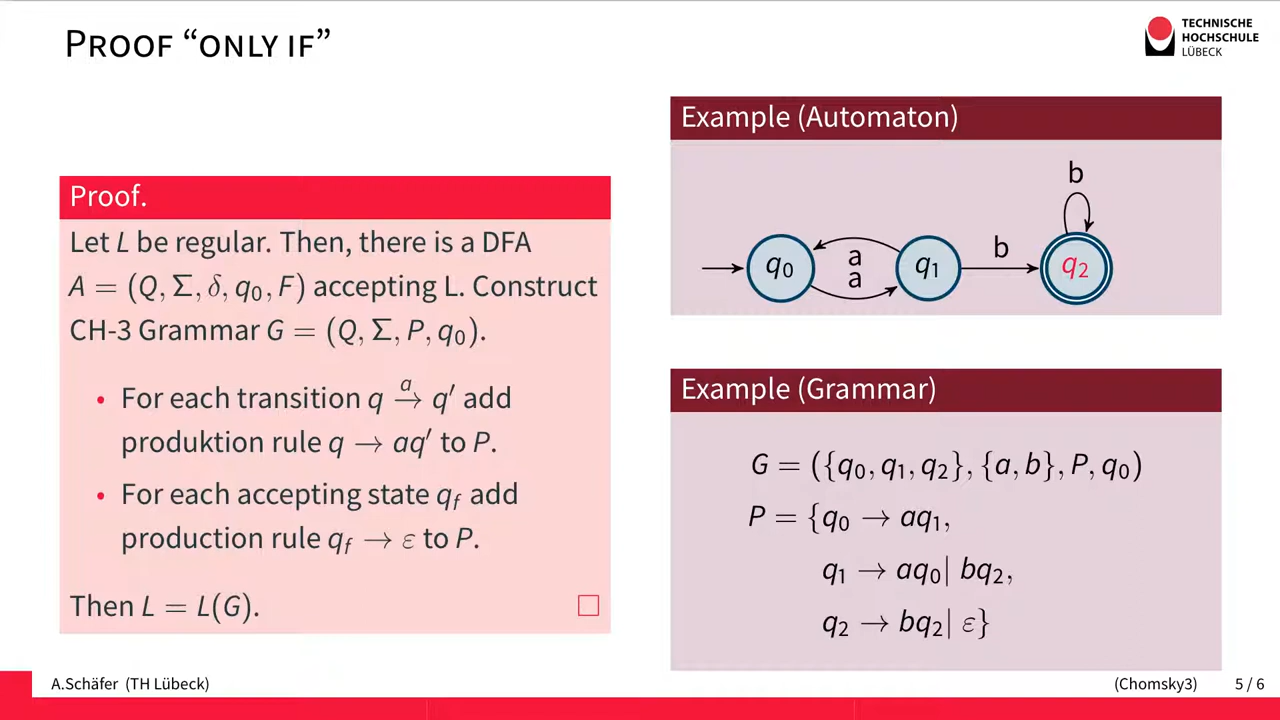 PROOF “ONLY IF”
TECHNISCHE
HOCHSCHULE
LÜBECK
Proof.
Let L be regular. Then, there is a DFA
A = (Q, Σ, δ, q₀, F) accepting L. Construct
CH-3 Grammar G = (Q, Σ, P, q₀).
• For each transition q →ᵃ q′ add
produktion rule q → aq′ to P.
• For each accepting state q_f add
production rule q_f → ε to P.
Then L = L(G). □
Example (Automaton)
b
q₀ a q₁ b q₂
a
Example (Grammar)
G = ({q₀, q₁, q₂}, {a, b}, P, q₀)
P = {q₀ → aq₁,
q₁ → aq₀| bq₂,
q₂ → bq₂| ε}
A.Schäfer (TH Lübeck) (Chomsky3) 5 / 6